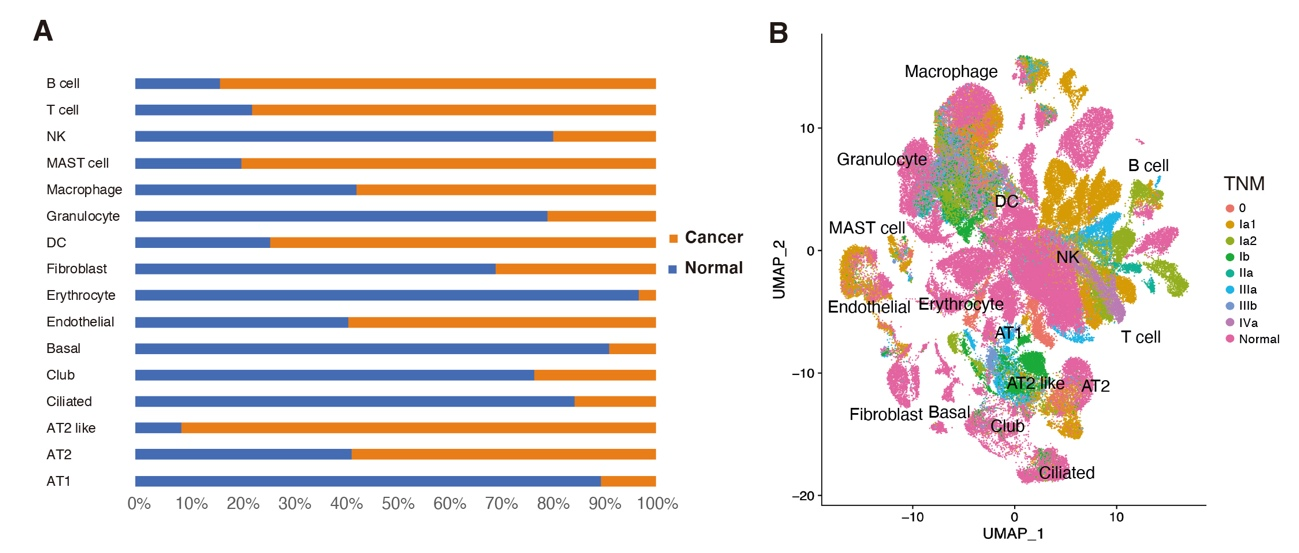 A
B cell
T cell
NK
MAST cell
Macrophage
Granulocyte
DC
Fibroblast
Erythrocyte
Endothelial
Basal
Club
Ciliated
AT2 like
AT2
AT1
0% 10% 20% 30% 40% 50% 60% 70% 80% 90% 100%
Cancer
Normal
B
UMAP_2
10
0
−10
−20
Macrophage
Granulocyte
B cell
DC
MAST cell
NK
Endothelial
Erythrocyte
AT1
T cell
AT2 like
AT2
Fibroblast
Basal
Club
Ciliated
−10 0 10
UMAP_1
TNM
0
Ia1
Ia2
Ib
IIa
IIIa
IIIb
IVa
Normal